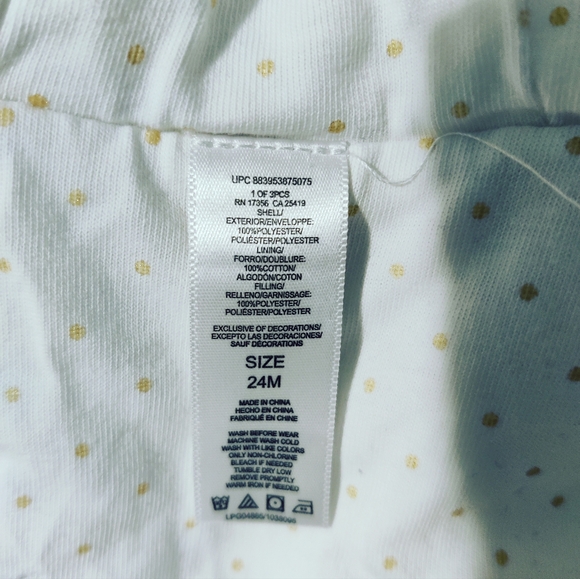 UPC 883953875075
1 OF 3PCS
RN 17356 CA 25419
SHELL/
EXTERIOR/ENVELOPPE:
100%POLYESTER/
POLIÉSTER/POLYESTER
LINING/
FORRO/DOUBLURE:
100%COTTON/
ALGODÓN/COTON
FILLING/
RELLENO/GARNISSAGE:
100%POLYESTER/
POLIÉSTER/POLYESTER
EXCLUSIVE OF DECORATIONS/
EXCEPTO LAS DECORACIONES/
SAUF DÉCORATIONS
SIZE
24M
MADE IN CHINA
HECHO EN CHINA
FABRIQUÉ EN CHINE
WASH BEFORE WEAR
MACHINE WASH COLD
WASH WITH LIKE COLORS
ONLY NON-CHLORINE
BLEACH IF NEEDED
TUMBLE DRY LOW
REMOVE PROMPTLY
WARM IRON IF NEEDED